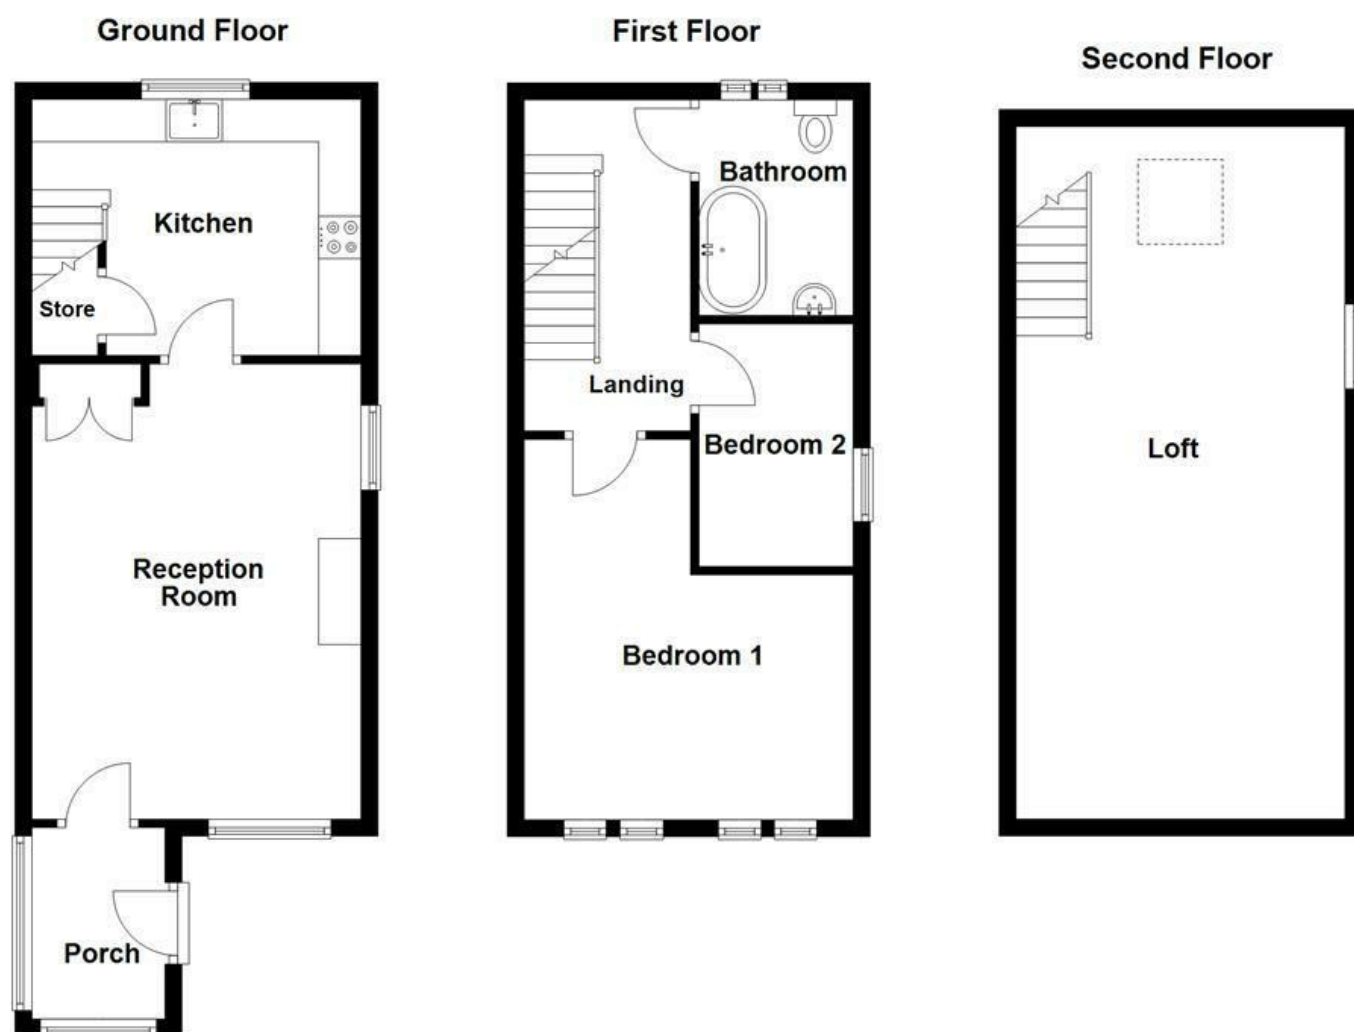 Ground Floor
Kitchen
Store
Reception
Room
Porch
First Floor
Bathroom
Landing
Bedroom 2
Bedroom 1
Second Floor
Loft